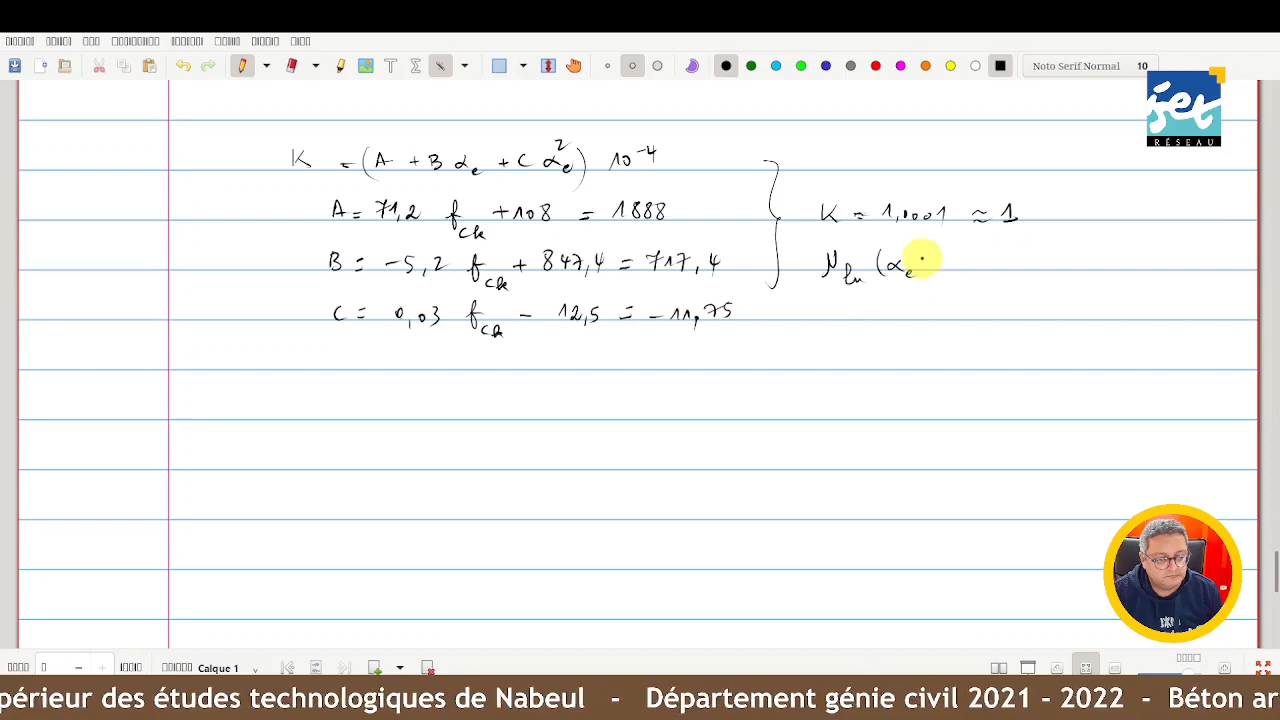 Noto Serif Normal 10
ISET
RÉSEAU
K = (A + B αe + C αe²) 10⁻⁴
A = 71,2 fck + 108 = 1888
B = -5,2 fck + 847,4 = 717,4
C = 0,03 fck - 12,5 = -11,75
K = 1,0001 ≈ 1
μlu (αe
Calque 1
périeur des études technologiques de Nabeul - Département génie civil 2021 - 2022 - Béton ar